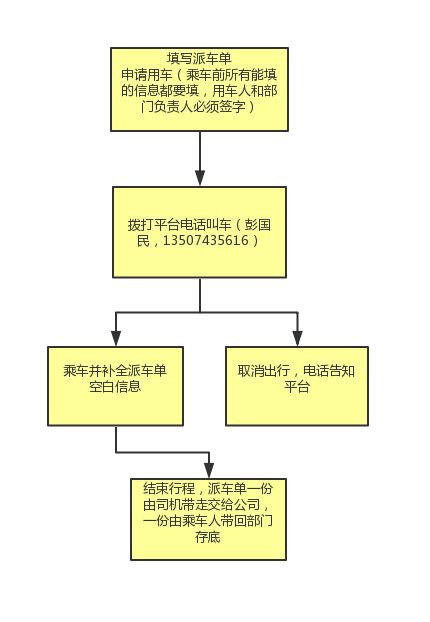 填写派车单
申请用车（乘车前所有能填
的信息都要填，用车人和部
门负责人必须签字）
拨打平台电话叫车（彭国
民，13507435616）
乘车并补全派车单
空白信息
取消出行，电话告知
平台
结束行程，派车单一份
由司机带走交给公司，
一份由乘车人带回部门
存底